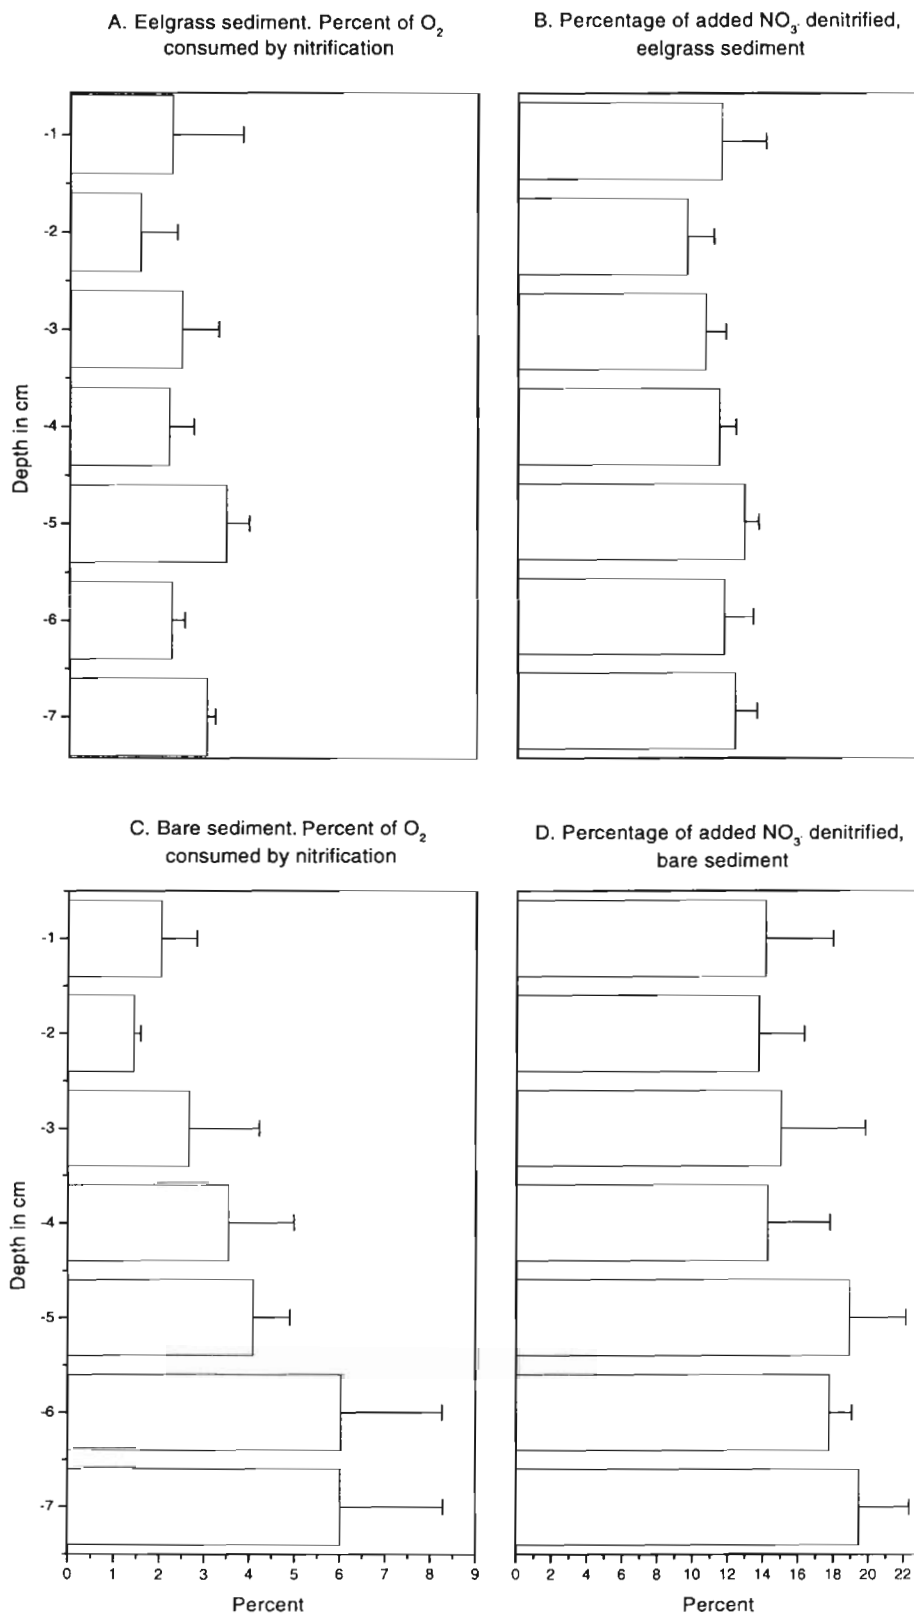 A. Eelgrass sediment. Percent of O2
consumed by nitrification
B. Percentage of added NO3- denitrified,
eelgrass sediment
-1
-2
-3
-4
-5
-6
-7
Depth in cm
C. Bare sediment. Percent of O2
consumed by nitrification
D. Percentage of added NO3- denitrified,
bare sediment
-1
-2
-3
-4
-5
-6
-7
Depth in cm
0 1 2 3 4 5 6 7 8 9
0 2 4 6 8 10 12 14 16 18 20 22
Percent
Percent